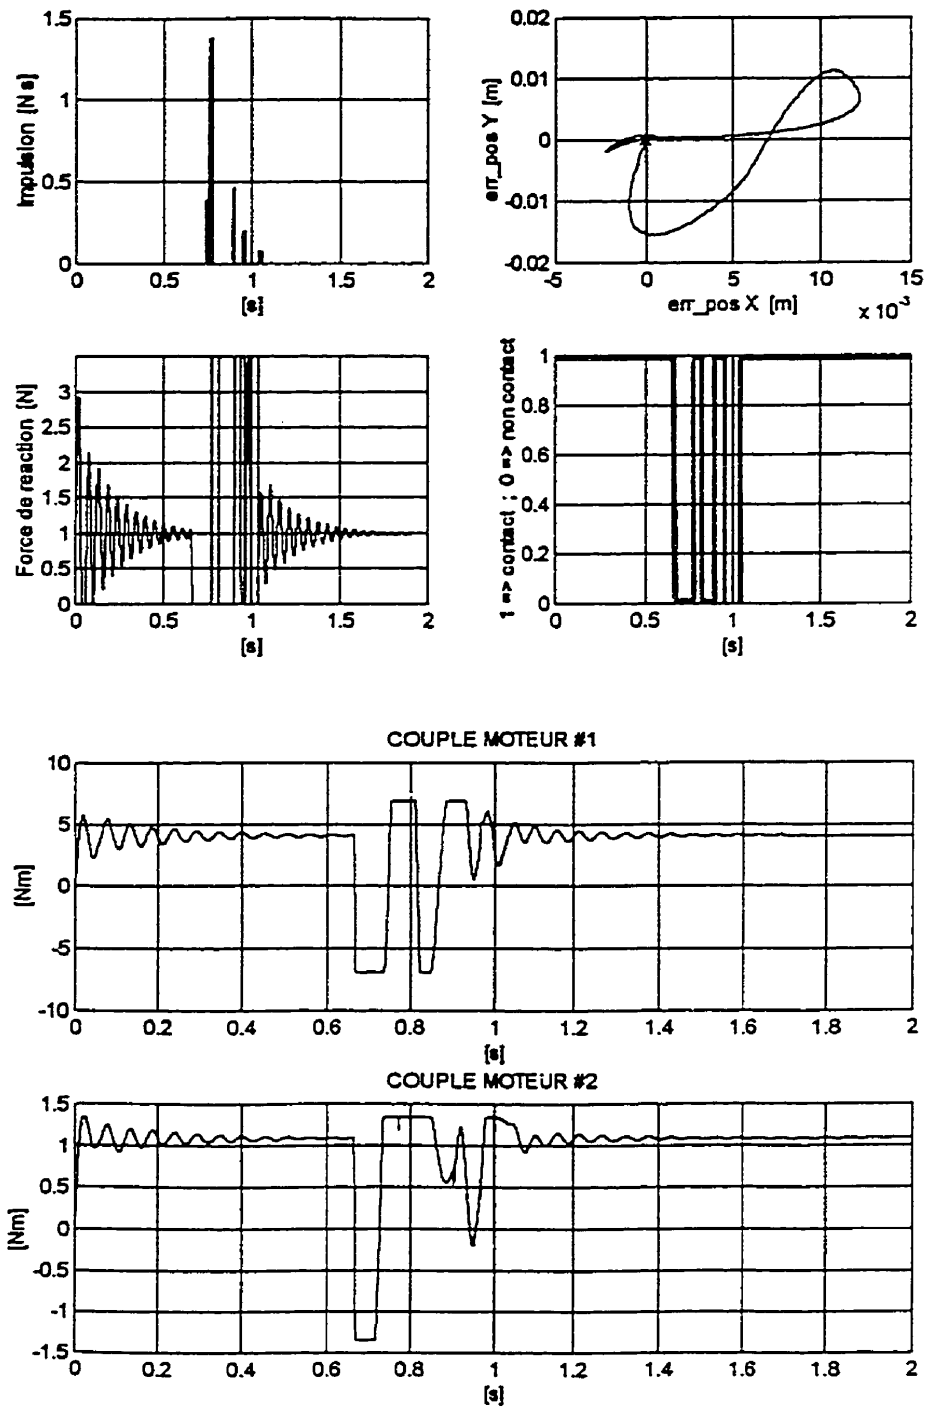 1.5
1
0.5
0
Impulsion [N s]
0 0.5 1 1.5 2
[s]
0.02
0.01
0
-0.01
-0.02
err_pos Y [m]
-5 0 5 10 15
err_pos X [m]
x 10^-3
3
2.5
2
1.5
1
0.5
0
Force de reaction [N]
0 0.5 1 1.5 2
[s]
1
0.8
0.6
0.4
0.2
0
1 => contact ; 0 => non contact
0 0.5 1 1.5 2
[s]
COUPLE MOTEUR #1
10
5
0
-5
-10
[Nm]
0 0.2 0.4 0.6 0.8 1 1.2 1.4 1.6 1.8 2
[s]
COUPLE MOTEUR #2
1.5
1
0.5
0
-0.5
-1
-1.5
[Nm]
0 0.2 0.4 0.6 0.8 1 1.2 1.4 1.6 1.8 2
[s]